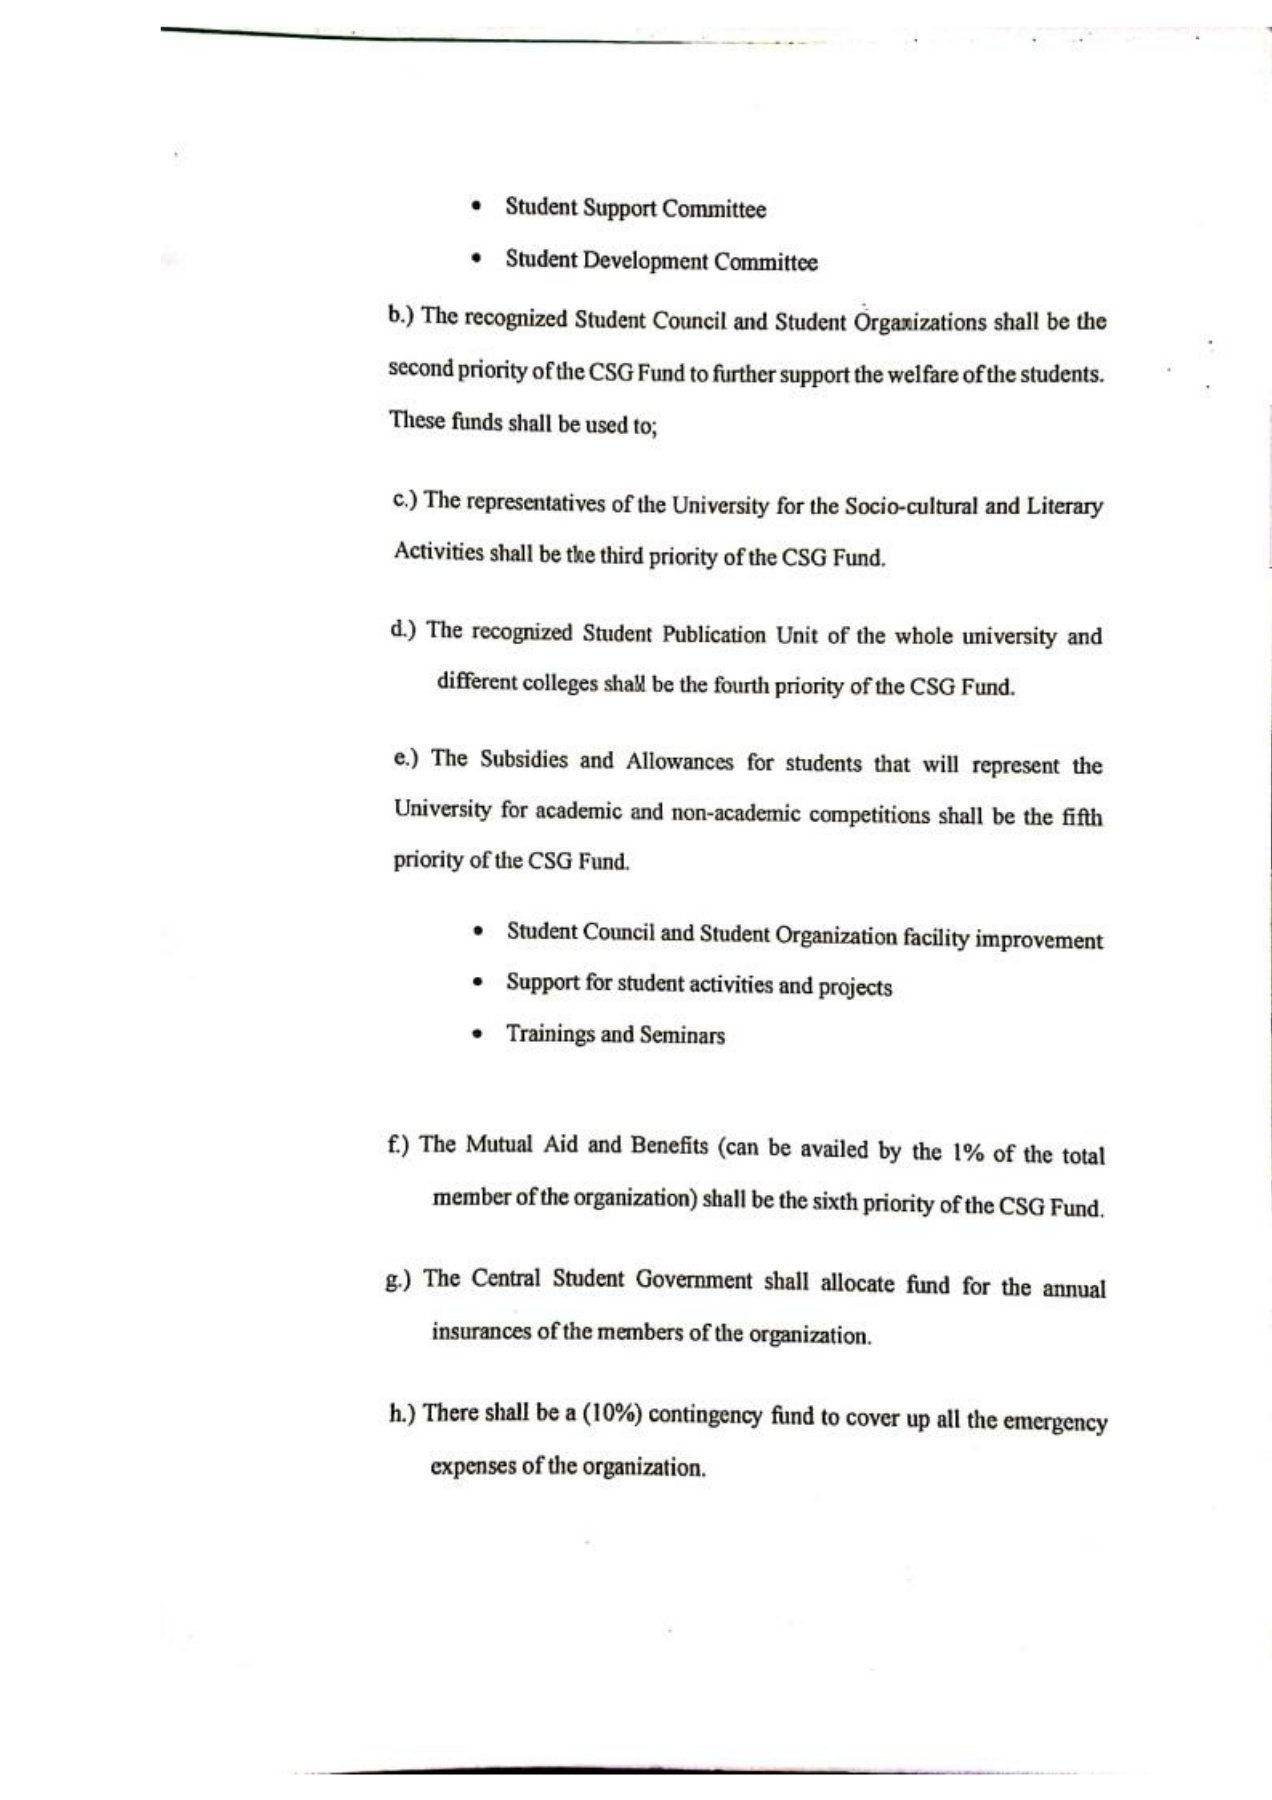 • Student Support Committee
• Student Development Committee
b.) The recognized Student Council and Student Organizations shall be the
second priority of the CSG Fund to further support the welfare of the students.
These funds shall be used to;
c.) The representatives of the University for the Socio-cultural and Literary
Activities shall be the third priority of the CSG Fund.
d.) The recognized Student Publication Unit of the whole university and
different colleges shall be the fourth priority of the CSG Fund.
e.) The Subsidies and Allowances for students that will represent the
University for academic and non-academic competitions shall be the fifth
priority of the CSG Fund.
• Student Council and Student Organization facility improvement
• Support for student activities and projects
• Trainings and Seminars
f.) The Mutual Aid and Benefits (can be availed by the 1% of the total
member of the organization) shall be the sixth priority of the CSG Fund.
g.) The Central Student Government shall allocate fund for the annual
insurances of the members of the organization.
h.) There shall be a (10%) contingency fund to cover up all the emergency
expenses of the organization.